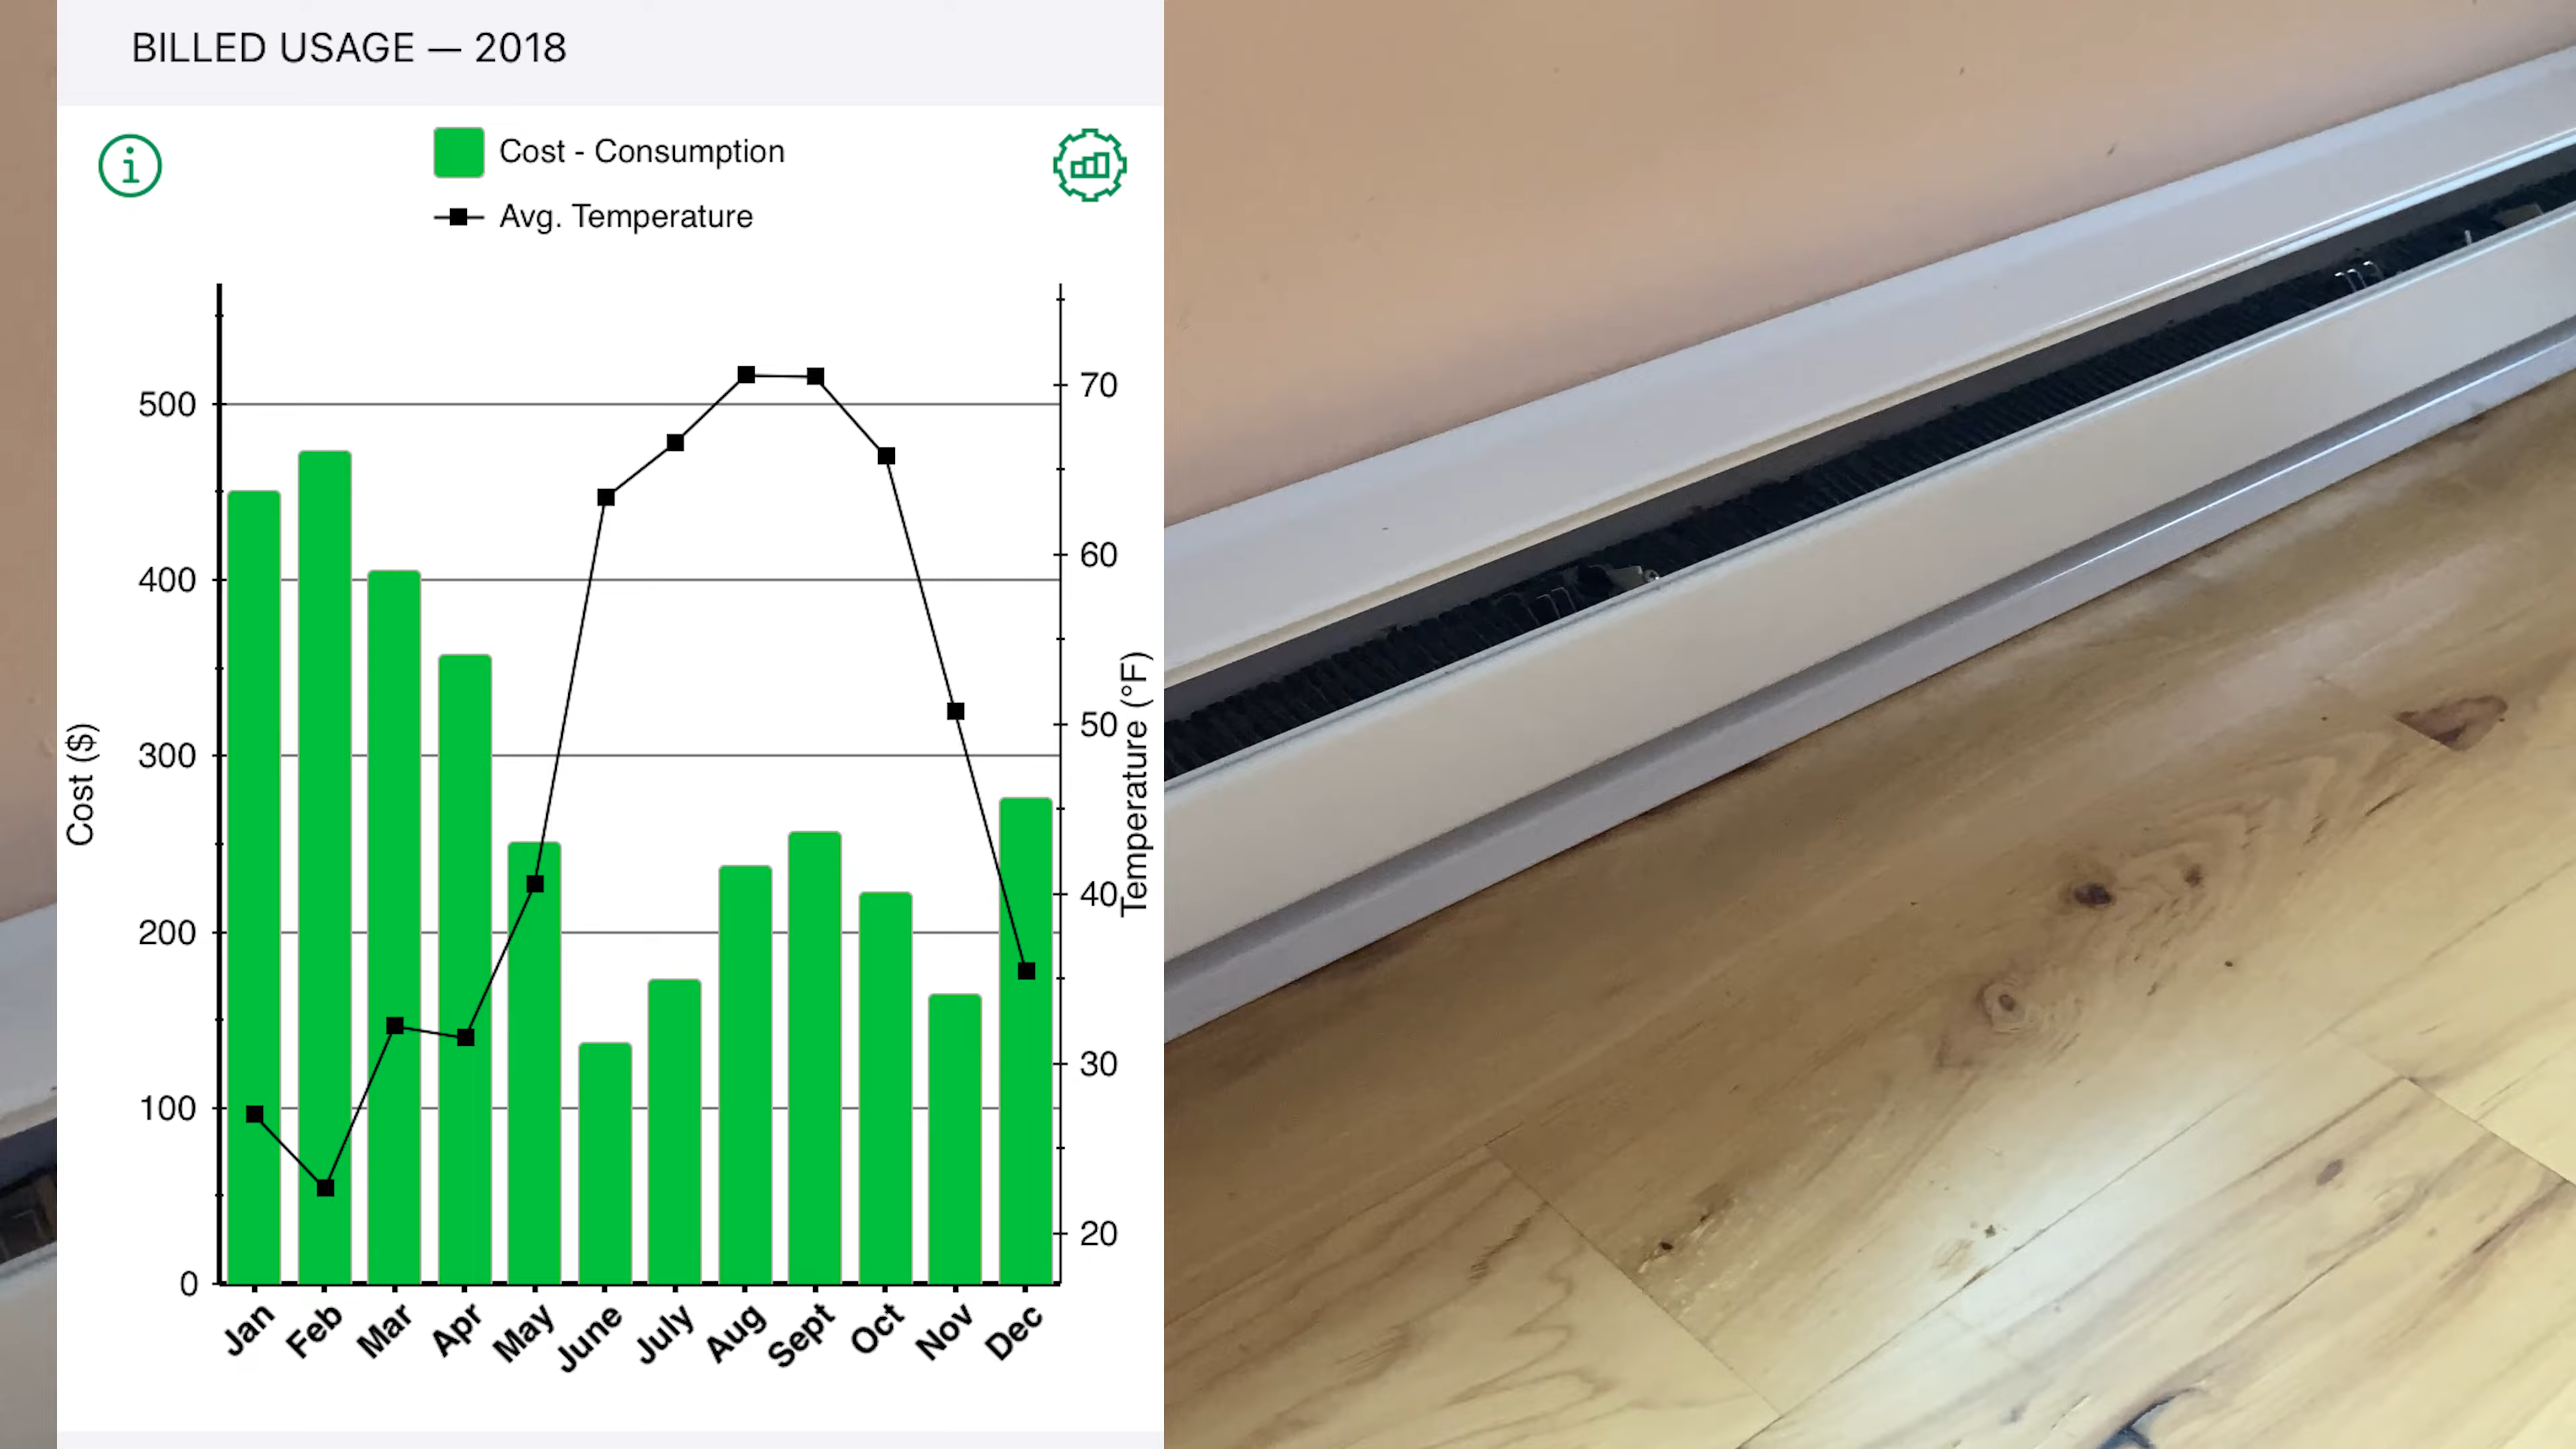 BILLED USAGE — 2018
Cost - Consumption
Avg. Temperature
500
400
300
200
100
0
Cost ($)
70
60
50
40
30
20
Temperature (°F)
Jan Feb Mar Apr May June July Aug Sept Oct Nov Dec